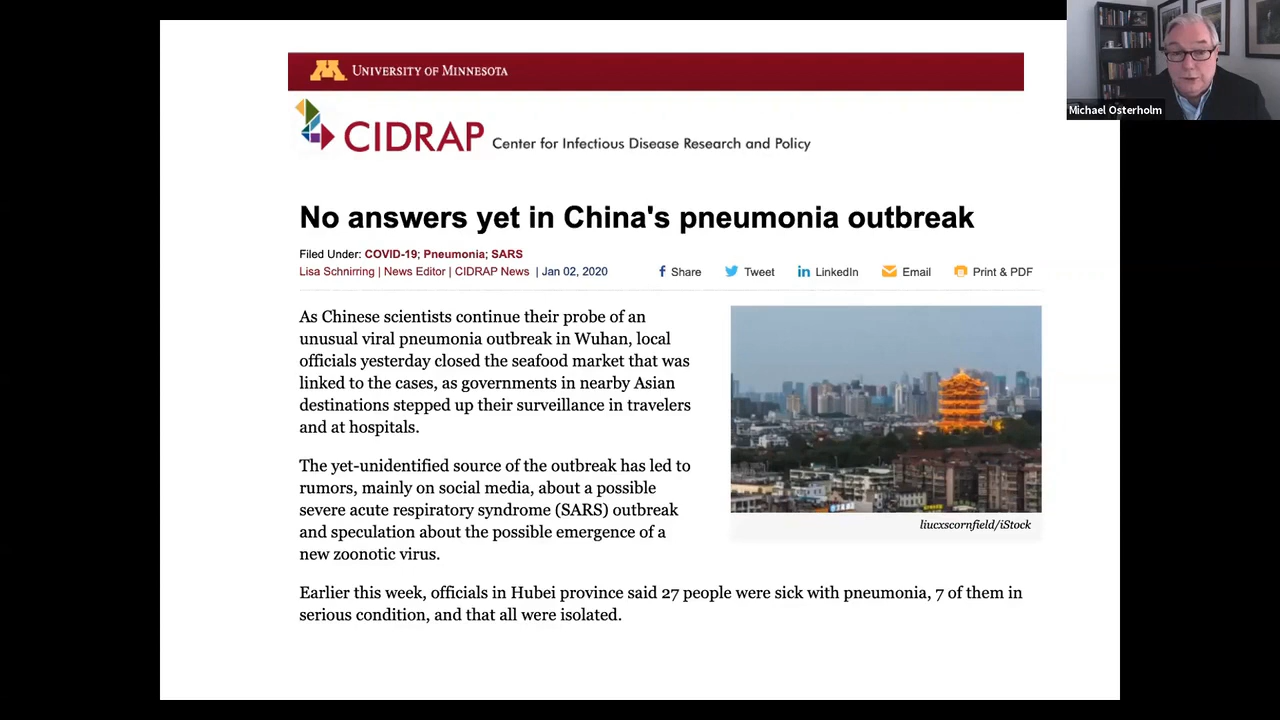 UNIVERSITY OF MINNESOTA
Michael Osterholm
CIDRAP Center for Infectious Disease Research and Policy
No answers yet in China's pneumonia outbreak
Filed Under: COVID-19; Pneumonia; SARS
Lisa Schnirring | News Editor | CIDRAP News | Jan 02, 2020
Share Tweet LinkedIn Email Print & PDF
As Chinese scientists continue their probe of an
unusual viral pneumonia outbreak in Wuhan, local
officials yesterday closed the seafood market that was
linked to the cases, as governments in nearby Asian
destinations stepped up their surveillance in travelers
and at hospitals.
The yet-unidentified source of the outbreak has led to
rumors, mainly on social media, about a possible
severe acute respiratory syndrome (SARS) outbreak
and speculation about the possible emergence of a
new zoonotic virus.
liucxscornfield/iStock
Earlier this week, officials in Hubei province said 27 people were sick with pneumonia, 7 of them in
serious condition, and that all were isolated.